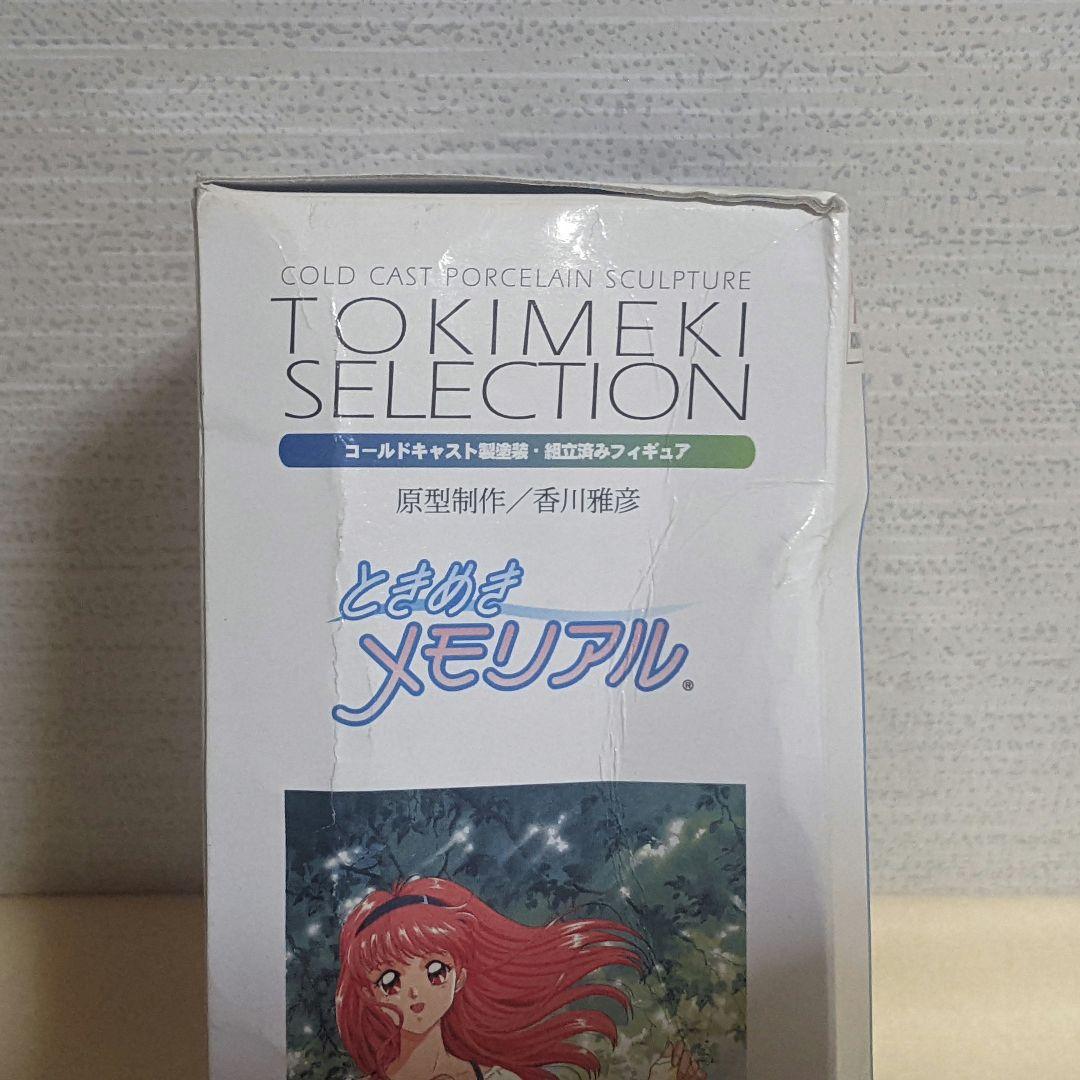 COLD CAST PORCELAIN SCULPTURE
TOKIMEKI
SELECTION
コールドキャスト製塗装・組立済みフィギュア
原型制作／香川雅彦
ときめき
メモリアル®